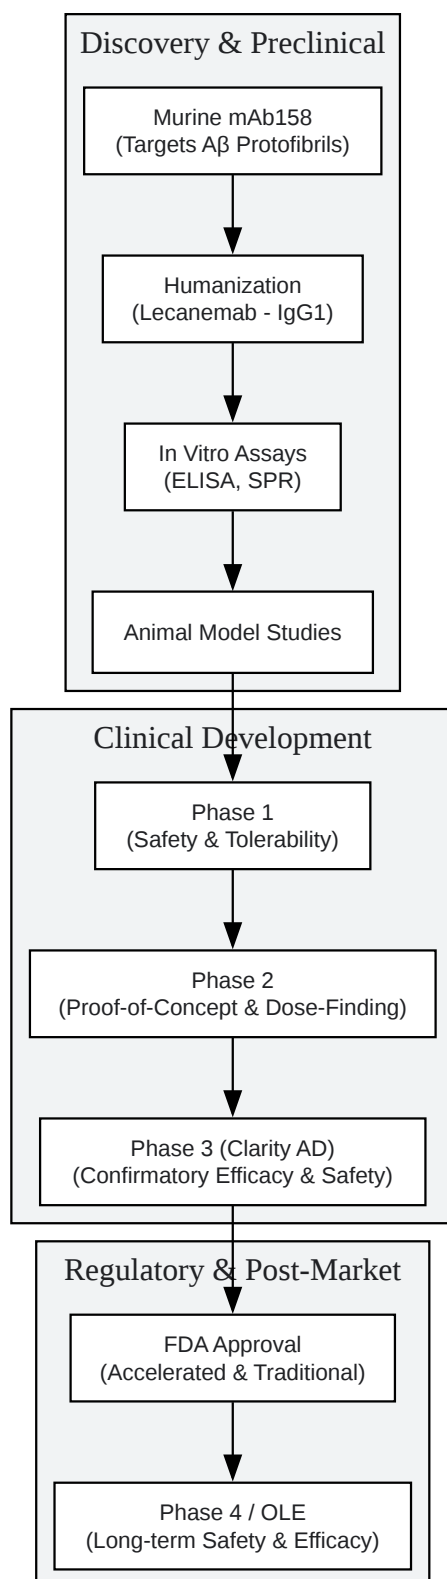 Discovery & Preclinical
Murine mAb158
(Targets Aβ Protofibrils)
Humanization
(Lecanemab - IgG1)
In Vitro Assays
(ELISA, SPR)
Animal Model Studies
Clinical Development
Phase 1
(Safety & Tolerability)
Phase 2
(Proof-of-Concept & Dose-Finding)
Phase 3 (Clarity AD)
(Confirmatory Efficacy & Safety)
Regulatory & Post-Market
FDA Approval
(Accelerated & Traditional)
Phase 4 / OLE
(Long-term Safety & Efficacy)